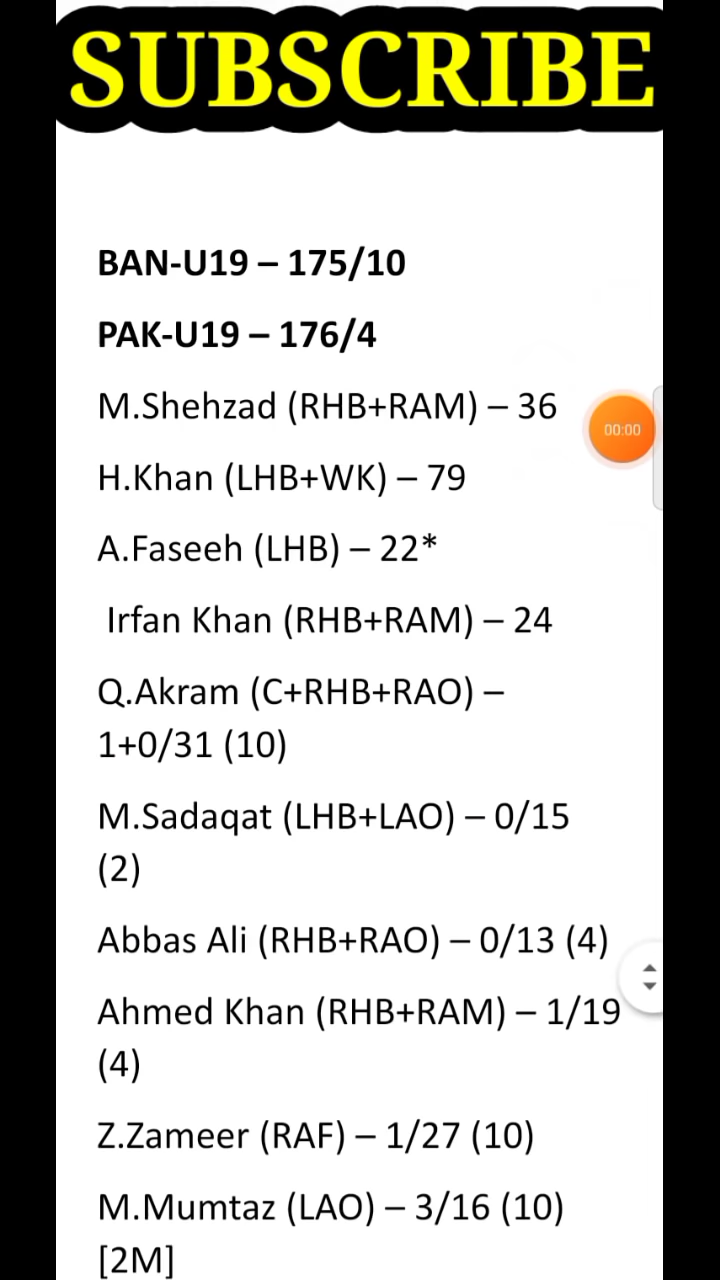 SUBSCRIBE
BAN-U19 – 175/10
PAK-U19 – 176/4
M.Shehzad (RHB+RAM) – 36
00:00
H.Khan (LHB+WK) – 79
A.Faseeh (LHB) – 22*
Irfan Khan (RHB+RAM) – 24
Q.Akram (C+RHB+RAO) –
1+0/31 (10)
M.Sadaqat (LHB+LAO) – 0/15
(2)
Abbas Ali (RHB+RAO) – 0/13 (4)
Ahmed Khan (RHB+RAM) – 1/19
(4)
Z.Zameer (RAF) – 1/27 (10)
M.Mumtaz (LAO) – 3/16 (10)
[2M]